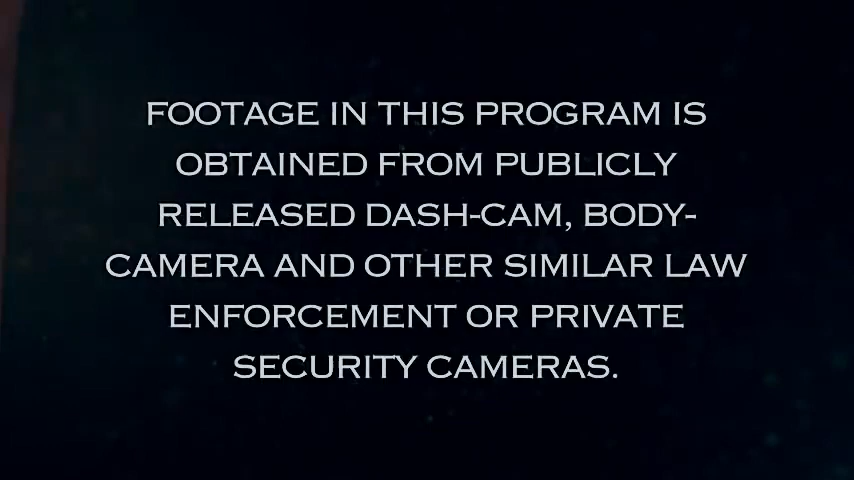 FOOTAGE IN THIS PROGRAM IS
OBTAINED FROM PUBLICLY
RELEASED DASH-CAM, BODY-
CAMERA AND OTHER SIMILAR LAW
ENFORCEMENT OR PRIVATE
SECURITY CAMERAS.